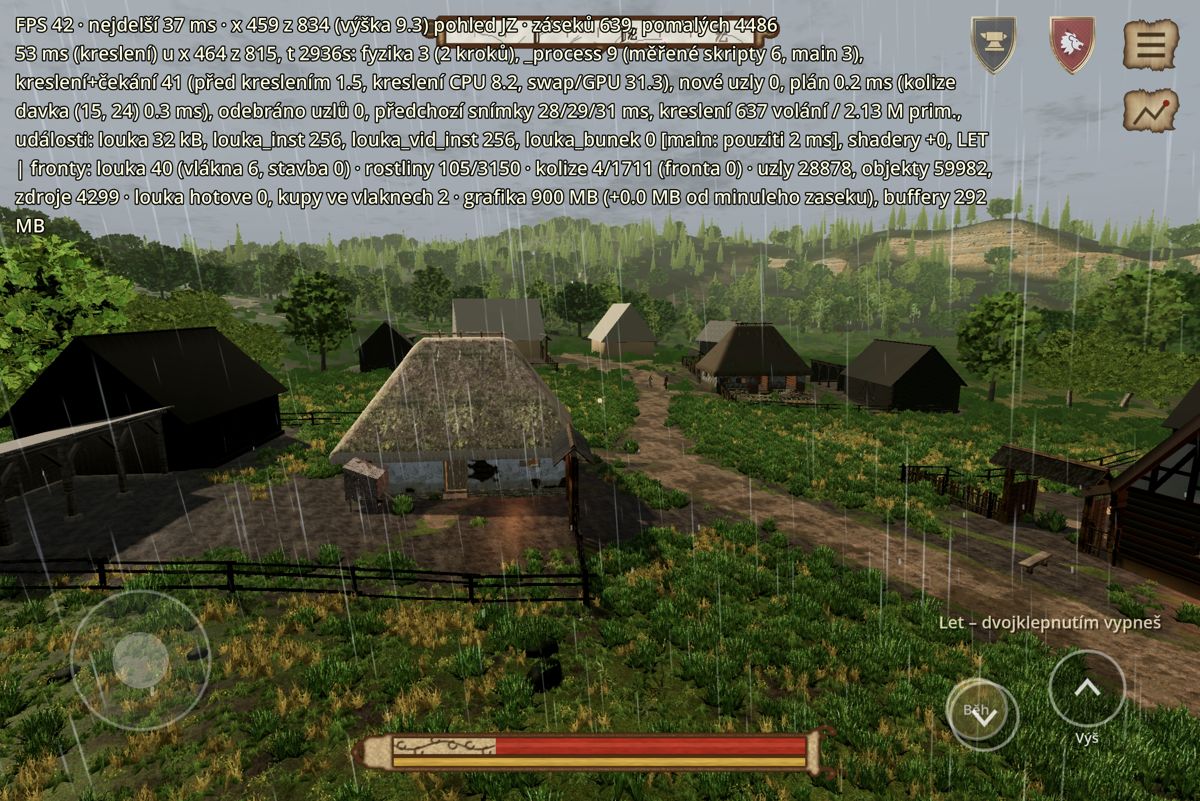 FPS 42 · nejdelší 37 ms · x 459 z 834 (výška 9.3) pohled JZ · záseků 639, pomalých 4486
53 ms (kreslení) u x 464 z 815, t 2936s: fyzika 3 (2 kroků), _process 9 (měřené skripty 6, main 3),
kreslení+čekání 41 (před kreslením 1.5, kreslení CPU 8.2, swap/GPU 31.3), nové uzly 0, plán 0.2 ms (kolize
davka (15, 24) 0.3 ms), odebráno uzlů 0, předchozí snímky 28/29/31 ms, kreslení 637 volání / 2.13 M prim.,
události: louka 32 kB, louka_inst 256, louka_vid_inst 256, louka_bunek 0 [main: pouziti 2 ms], shadery +0, LET
| fronty: louka 40 (vlákna 6, stavba 0) · rostliny 105/3150 · kolize 4/1711 (fronta 0) · uzly 28878, objekty 59982,
zdroje 4299 · louka hotove 0, kupy ve vlaknech 2 · grafika 900 MB (+0.0 MB od minuleho zaseku), buffery 292
MB
Let – dvojklepnutím vypneš
Běh
Výš